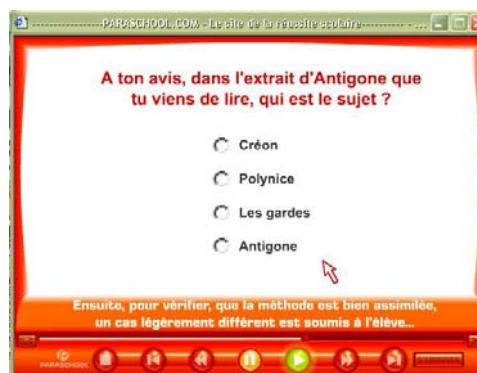 PARASCHOOL.COM - Le site de la réussite scolaire
A ton avis, dans l'extrait d'Antigone que
tu viens de lire, qui est le sujet ?
Créon
Polynice
Les gardes
Antigone
Ensuite, pour vérifier, que la méthode est bien assimilée,
un cas légèrement différent est soumis à l'élève...
PARASCHOOL